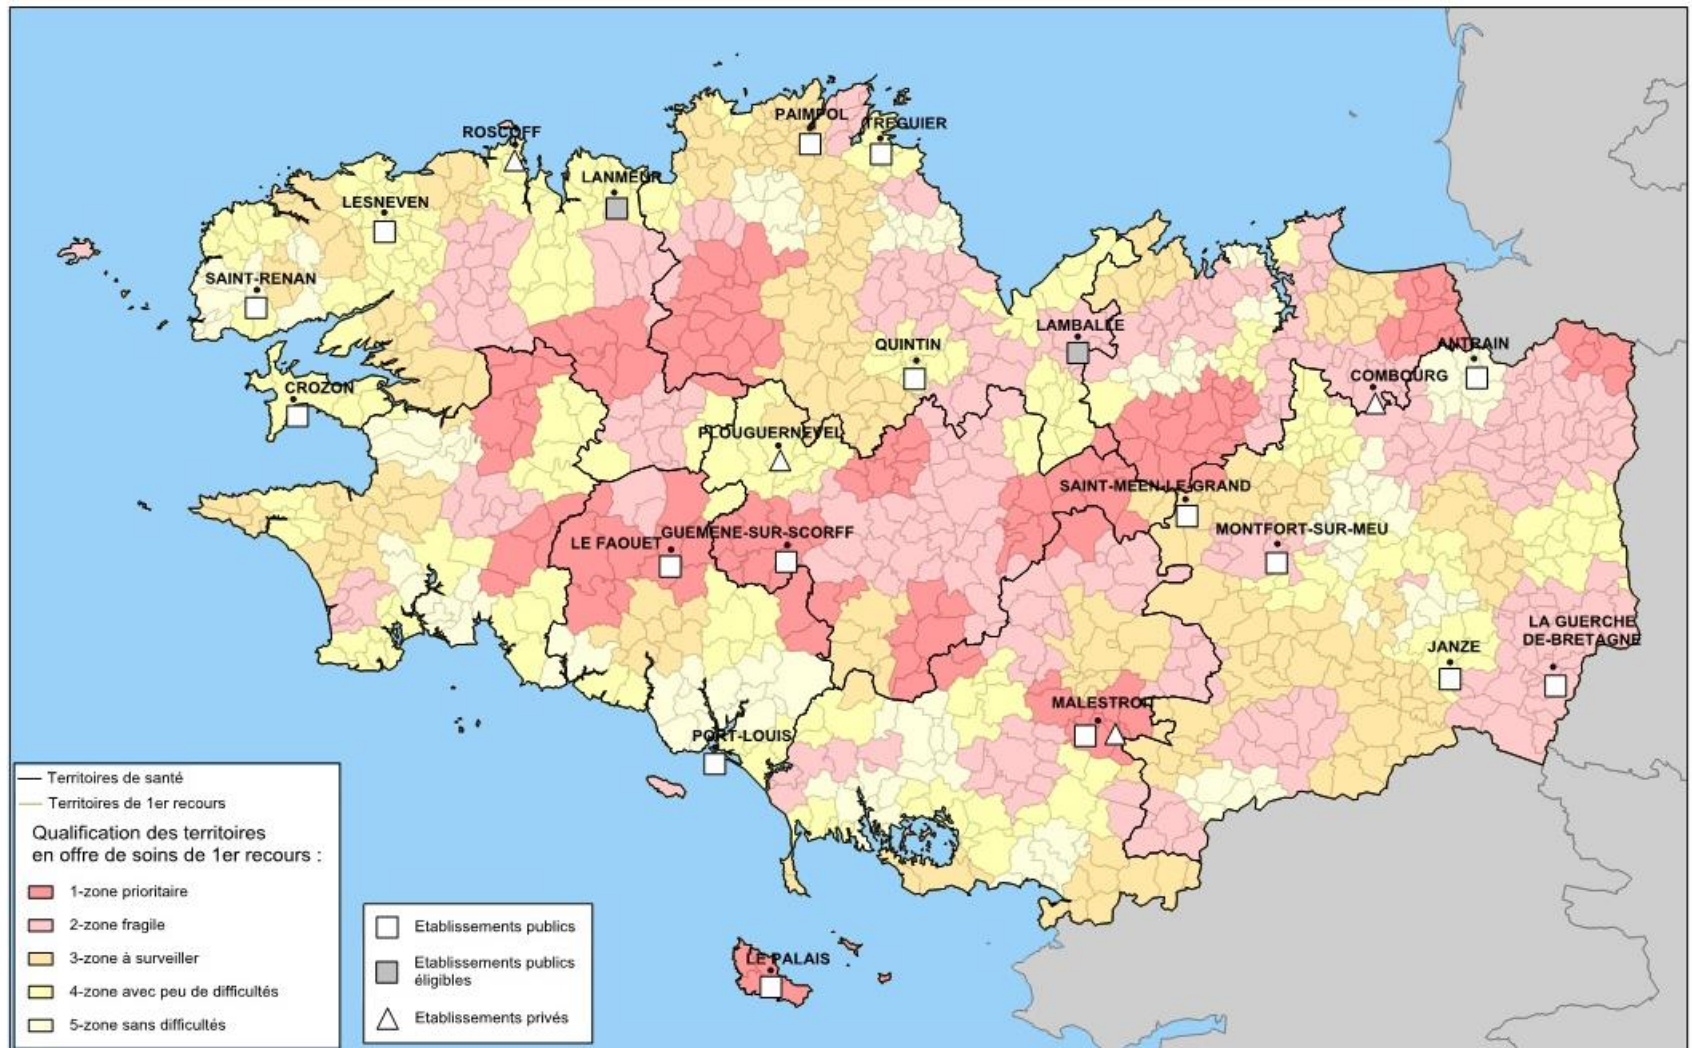 PAIMPOL
TREGUIER
ROSCOFF
LANMEUR
LESNEVEN
SAINT-RENAN
LAMBALLE
QUINTIN
ANTRAIN
COMBOURG
CROZON
PLOUGUERNEVEL
SAINT-MEEN-LE-GRAND
MONTFORT-SUR-MEU
LE FAOUET
GUEMENE-SUR-SCORFF
LA GUERCHE
DE-BRETAGNE
JANZE
MALESTROIT
PORT-LOUIS
LE PALAIS
Territoires de santé
Territoires de 1er recours
Qualification des territoires
en offre de soins de 1er recours :
1-zone prioritaire
2-zone fragile
3-zone à surveiller
4-zone avec peu de difficultés
5-zone sans difficultés
Etablissements publics
Etablissements publics
éligibles
Etablissements privés